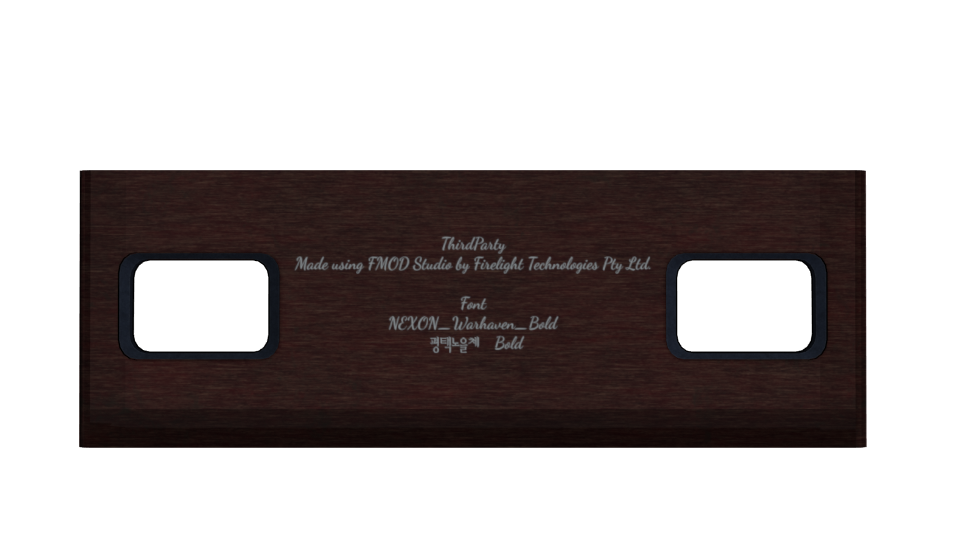 ThirdParty
Made using FMOD Studio by Firelight Technologies Pty Ltd.
Font
NEXON_Warhaven_Bold
평택노을체 Bold